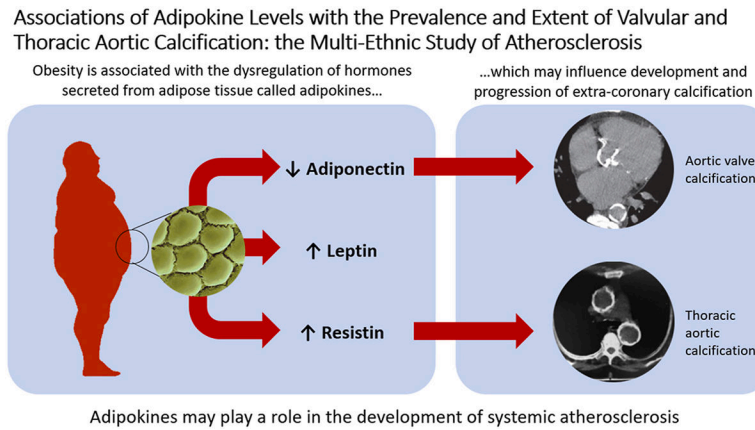 Associations of Adipokine Levels with the Prevalence and Extent of Valvular and
Thoracic Aortic Calcification: the Multi-Ethnic Study of Atherosclerosis
Obesity is associated with the dysregulation of hormones
secreted from adipose tissue called adipokines...
...which may influence development and
progression of extra-coronary calcification
↓ Adiponectin
Aortic valve
calcification
↑ Leptin
↑ Resistin
Thoracic
aortic
calcification
Adipokines may play a role in the development of systemic atherosclerosis